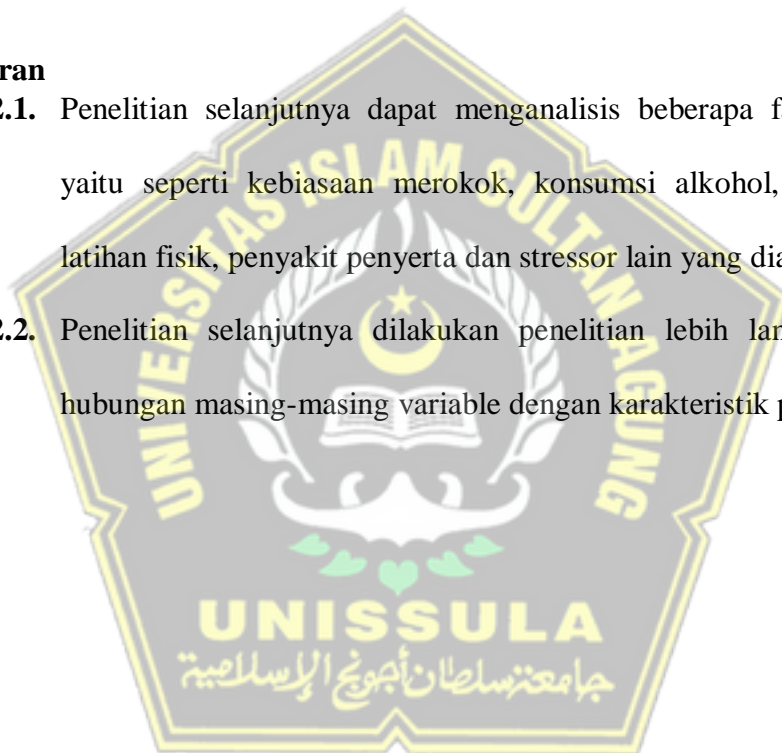 ran
2.1. Penelitian selanjutnya dapat menganalisis beberapa f
yaitu seperti kebiasaan merokok, konsumsi alkohol,
latihan fisik, penyakit penyerta dan stressor lain yang dia
2.2. Penelitian selanjutnya dilakukan penelitian lebih lan
hubungan masing-masing variable dengan karakteristik p
UNIVERSITAS ISLAM SULTAN AGUNG
UNISSULA
جامعتسلطان أجونج الإسلامية